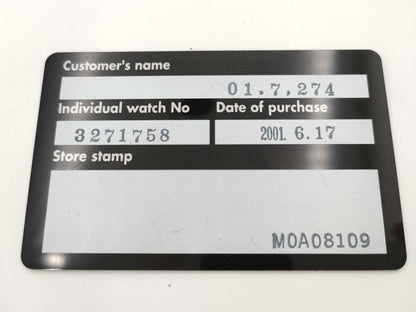 Customer's name
01.7,274
Individual watch No Date of purchase
3271758 2001. 6.17
Store stamp
M0A08109